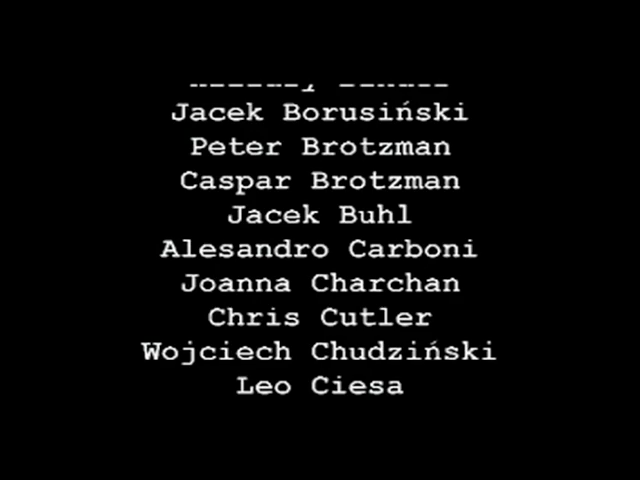 Jacek Borusiński
Peter Brotzman
Caspar Brotzman
Jacek Buhl
Alesandro Carboni
Joanna Charchan
Chris Cutler
Wojciech Chudziński
Leo Ciesa